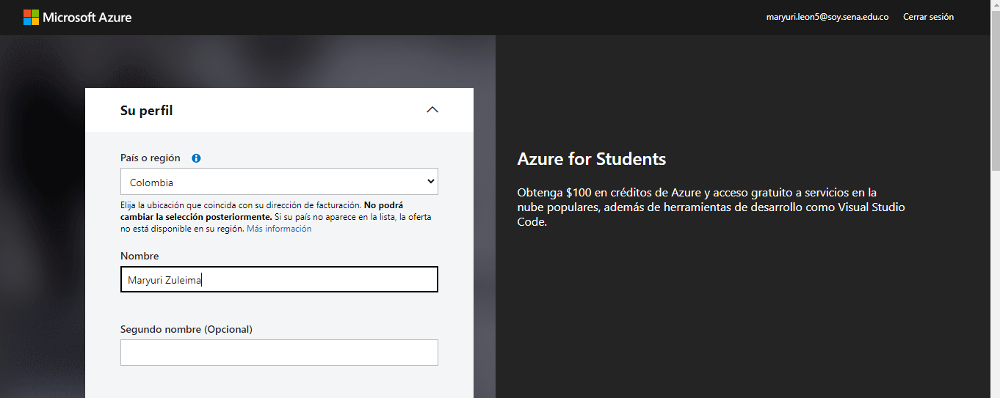 Microsoft Azure
maryuri.leon5@soy.sena.edu.co Cerrar sesión
Su perfil
País o región
Colombia
Elija la ubicación que coincida con su dirección de facturación. No podrá
cambiar la selección posteriormente. Si su país no aparece en la lista, la oferta
no está disponible en su región. Más información
Nombre
Maryuri Zuleima
Segundo nombre (Opcional)
Azure for Students
Obtenga $100 en créditos de Azure y acceso gratuito a servicios en la
nube populares, además de herramientas de desarrollo como Visual Studio
Code.